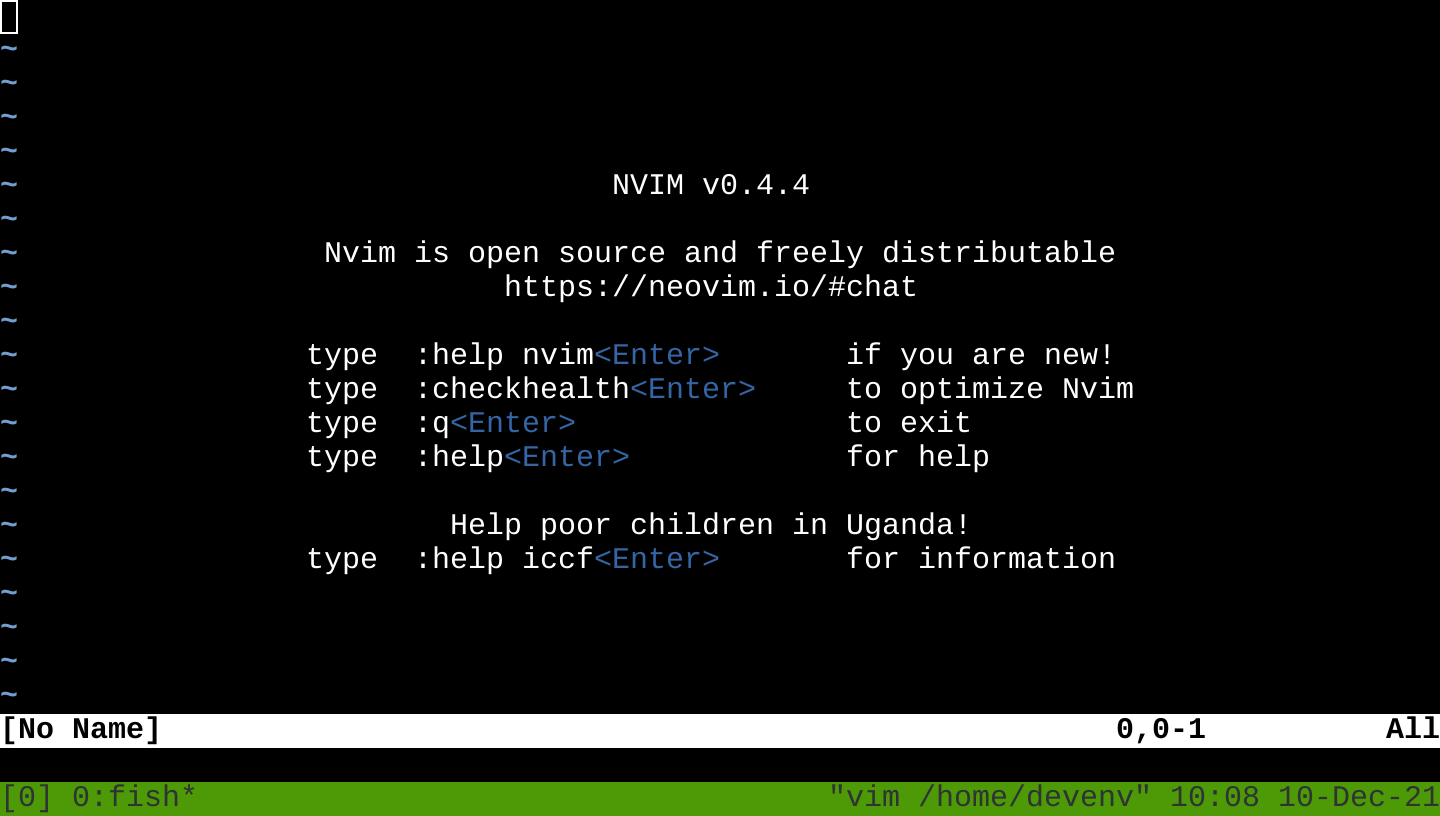 ~
~
~
~
~ NVIM v0.4.4
~
~ Nvim is open source and freely distributable
~ https://neovim.io/#chat
~
~ type :help nvim<Enter> if you are new!
~ type :checkhealth<Enter> to optimize Nvim
~ type :q<Enter> to exit
~ type :help<Enter> for help
~
~ Help poor children in Uganda!
~ type :help iccf<Enter> for information
~
~
~
~
[No Name] 0,0-1 All
[0] 0:fish* "vim /home/devenv" 10:08 10-Dec-21